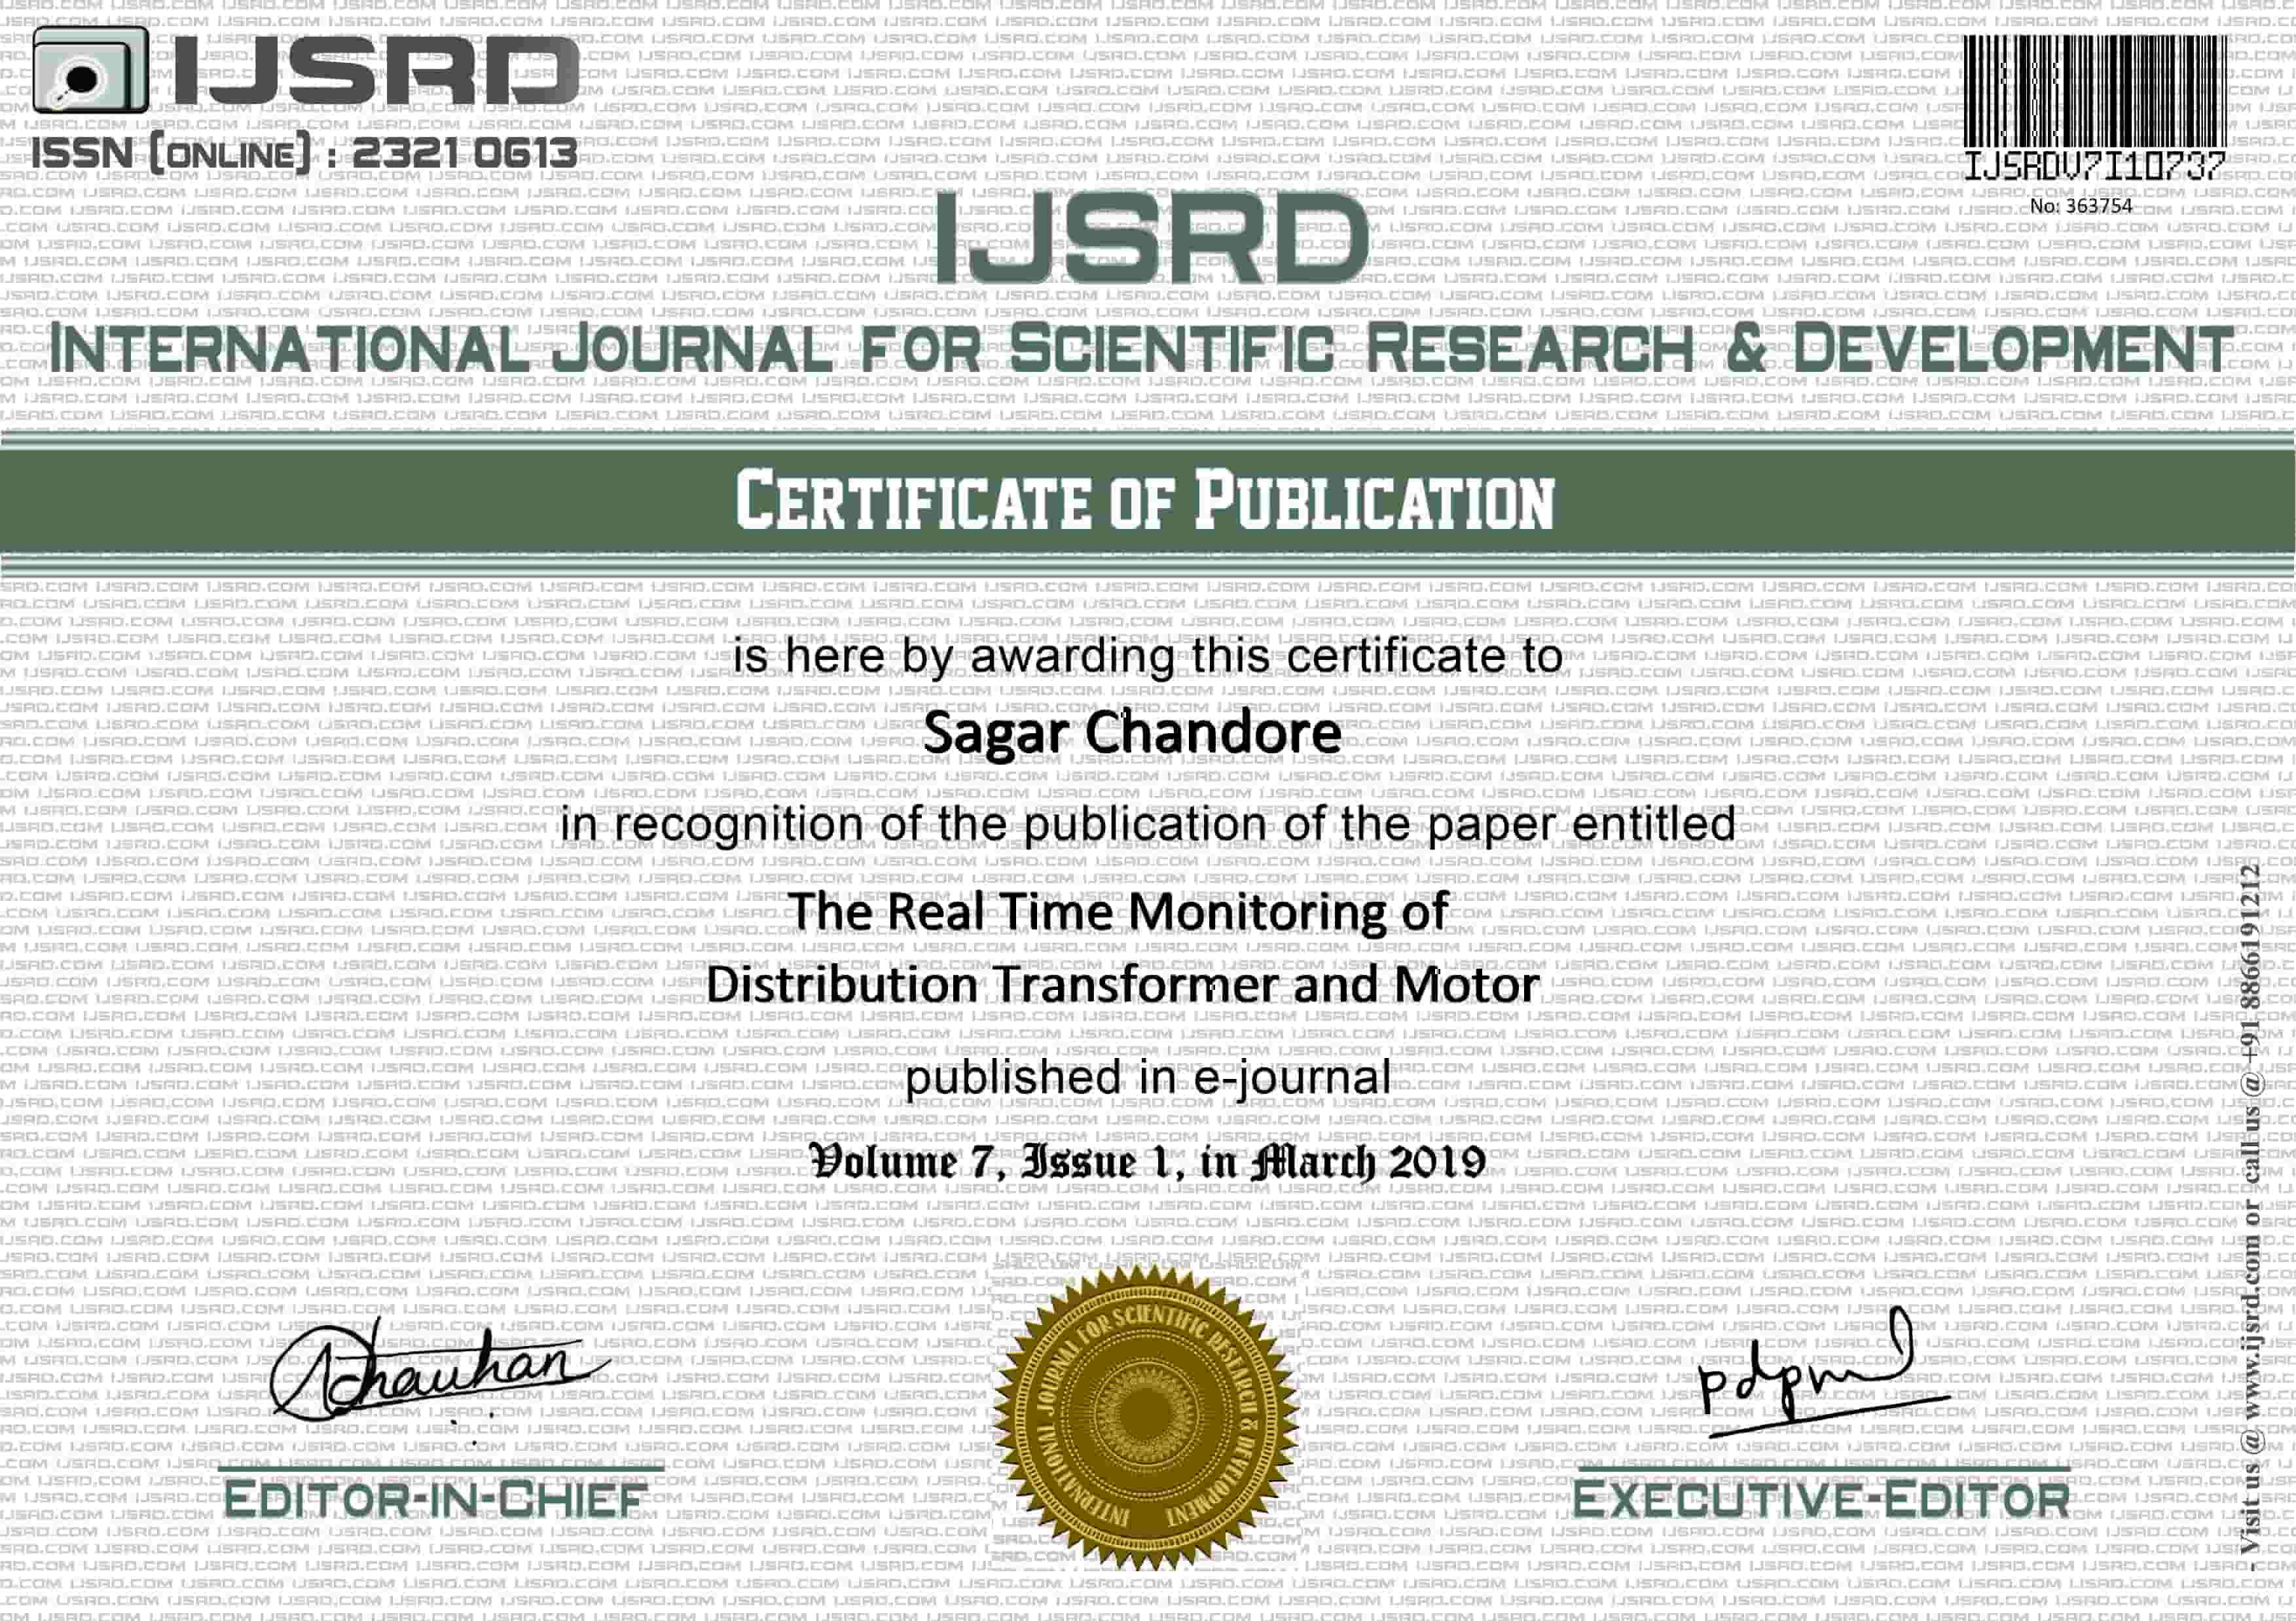 IJSRD
ISSN (ONLINE) : 2321 0613
IJSRDV7I10737
No: 363754
IJSRD
INTERNATIONAL JOURNAL FOR SCIENTIFIC RESEARCH & DEVELOPMENT
CERTIFICATE OF PUBLICATION
is here by awarding this certificate to
Sagar Chandore
in recognition of the publication of the paper entitled
The Real Time Monitoring of
Distribution Transformer and Motor
published in e-journal
Volume 7, Issue 1, in March 2019
Chauhan
INTERNATIONAL JOURNAL FOR SCIENTIFIC RESEARCH & DEVELOPMENT
EDITOR-IN-CHIEF
EXECUTIVE-EDITOR
- Visit us @ www.ijsrd.com or call us @ +91 8866191212